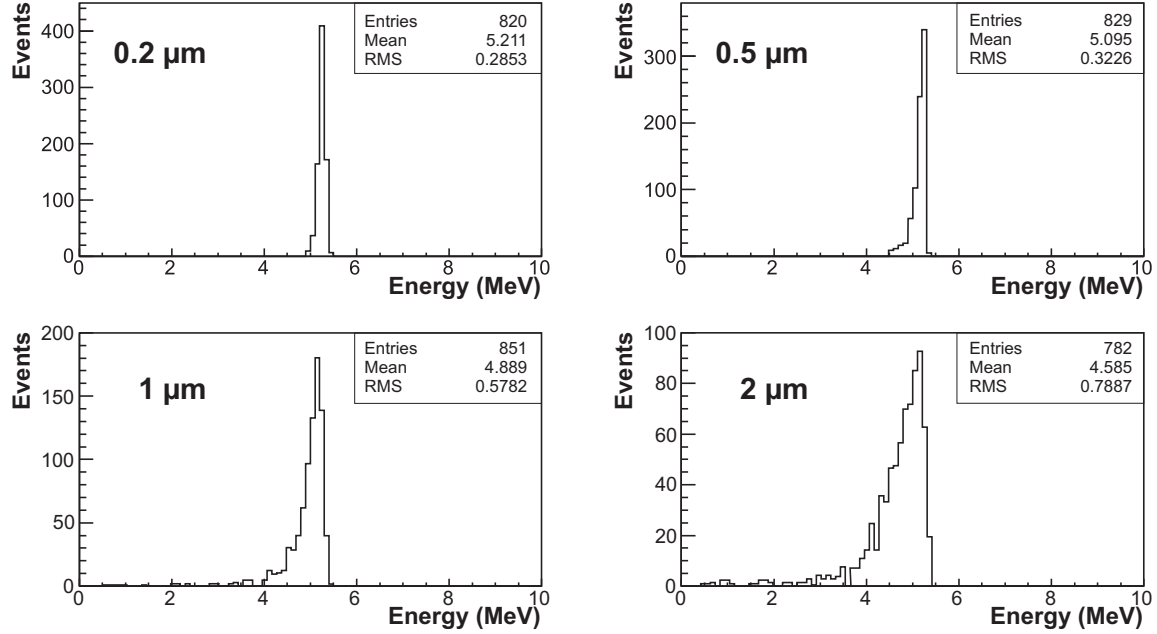 Events
400
300
200
100
0
0.2 µm
Entries 820
Mean 5.211
RMS 0.2853
0 2 4 6 8 10
Energy (MeV)
Events
300
200
100
0
0.5 µm
Entries 829
Mean 5.095
RMS 0.3226
0 2 4 6 8 10
Energy (MeV)
Events
200
150
100
50
0
1 µm
Entries 851
Mean 4.889
RMS 0.5782
0 2 4 6 8 10
Energy (MeV)
Events
100
80
60
40
20
0
2 µm
Entries 782
Mean 4.585
RMS 0.7887
0 2 4 6 8 10
Energy (MeV)